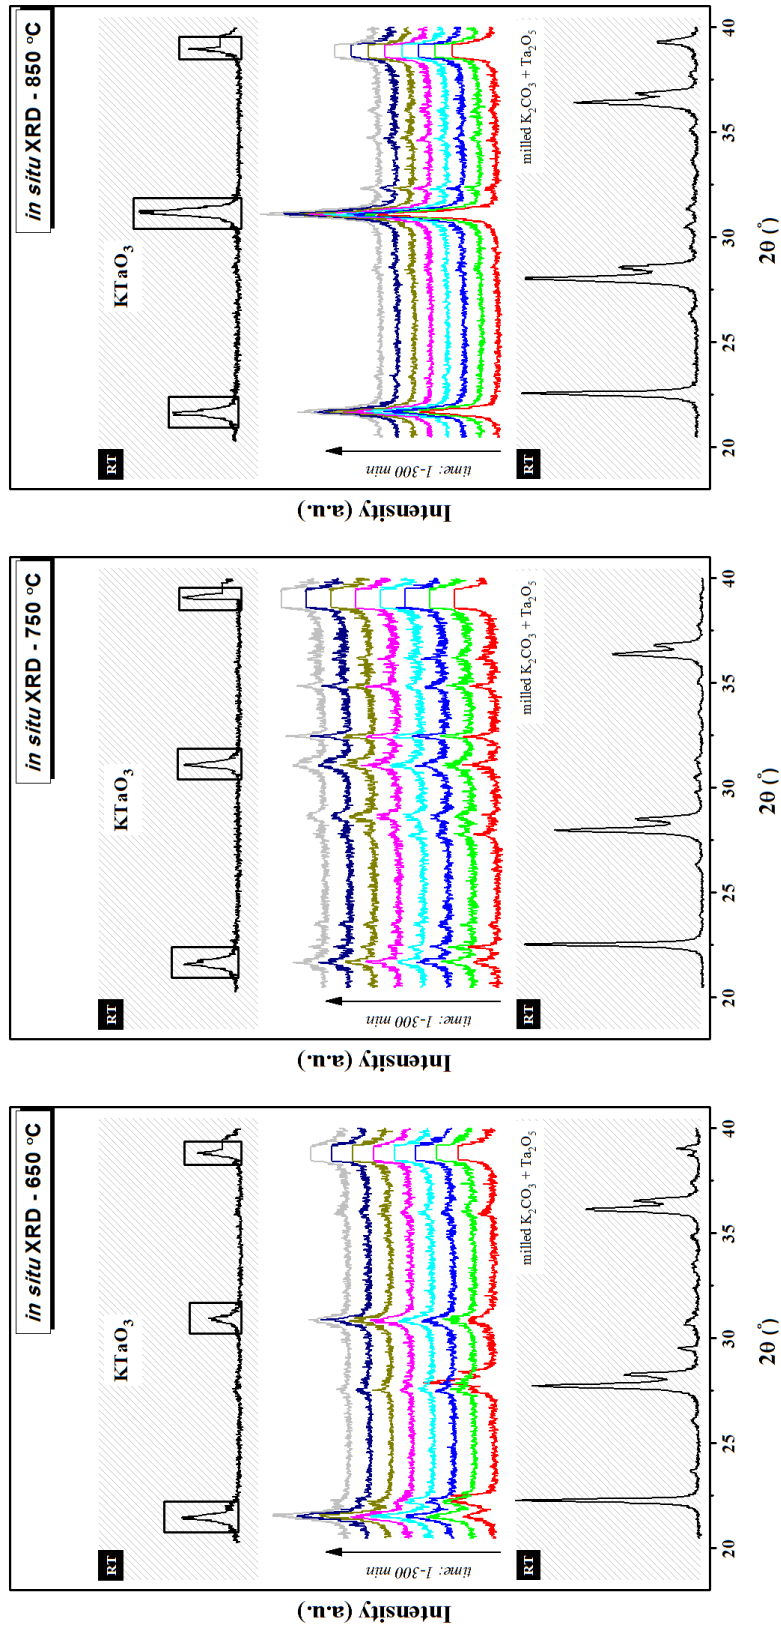 in situ XRD - 650 °C
RT
KTaO3
time: 1-300 min
RT
milled K2CO3 + Ta2O5
Intensity (a.u.)
20
25
30
35
40
2θ (°)
in situ XRD - 750 °C
RT
KTaO3
time: 1-300 min
RT
milled K2CO3 + Ta2O5
Intensity (a.u.)
20
25
30
35
40
2θ (°)
in situ XRD - 850 °C
RT
KTaO3
time: 1-300 min
RT
milled K2CO3 + Ta2O5
Intensity (a.u.)
20
25
30
35
40
2θ (°)